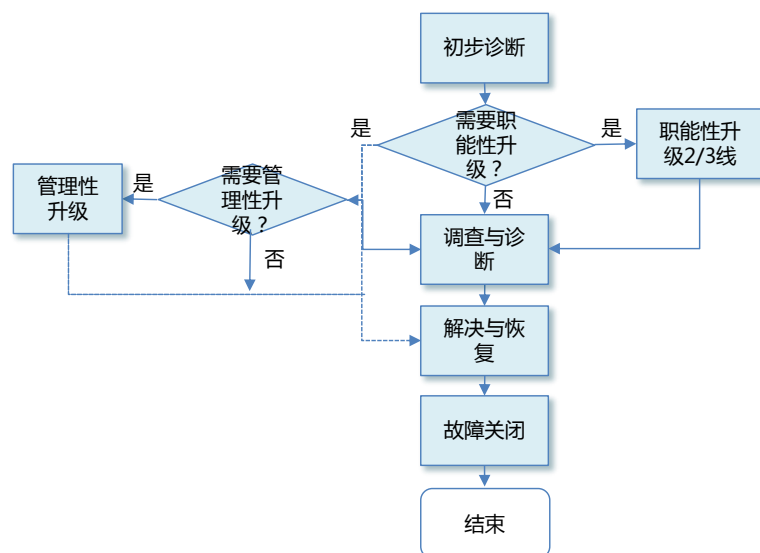 初步诊断
是
需要职
能性升
级？
是
职能性升
级2/3线
管理性
升级
是
需要管
理性升
级？
否
否
调查与诊
断
解决与恢
复
故障关闭
结束